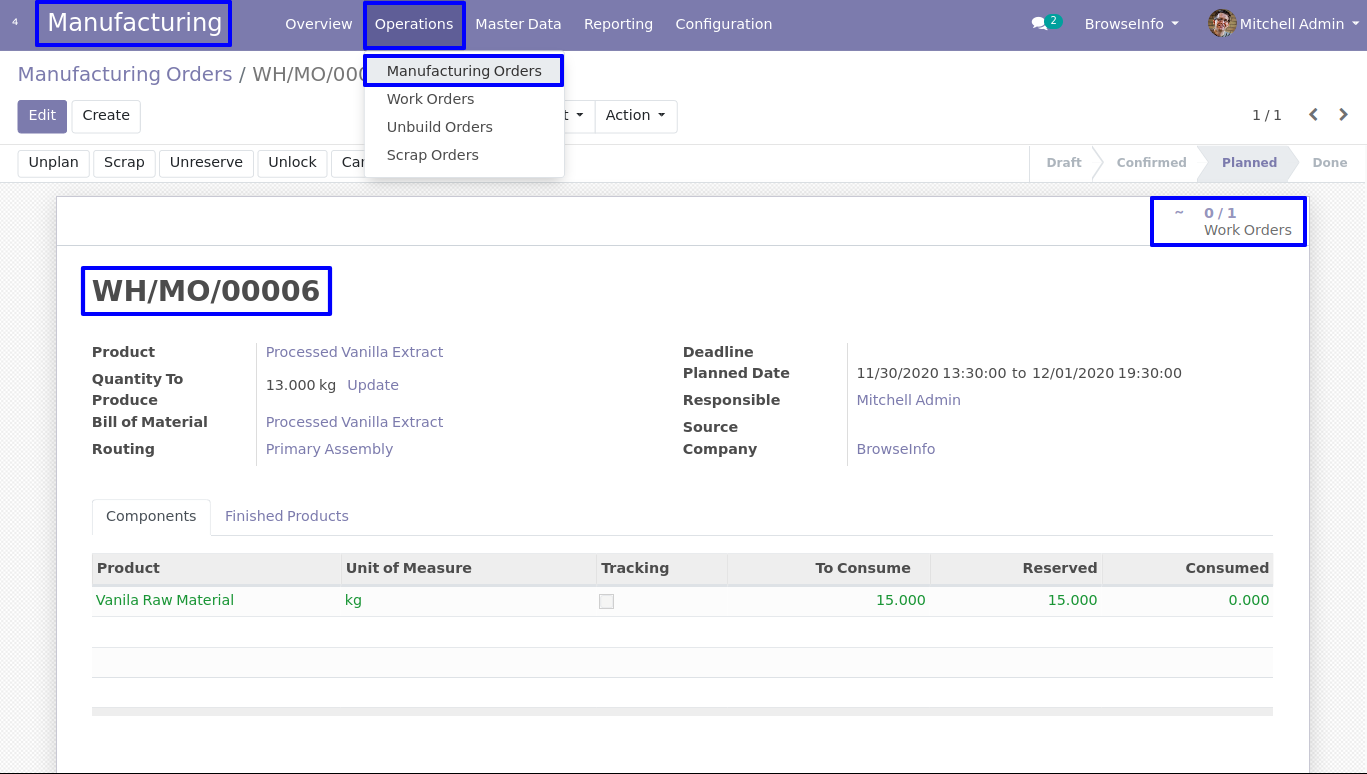 Manufacturing Overview Operations Master Data Reporting Configuration 2 BrowseInfo Mitchell Admin
Manufacturing Orders / WH/MO/000
Manufacturing Orders
Work Orders
Unbuild Orders
Scrap Orders
Edit Create t Action 1 / 1
Unplan Scrap Unreserve Unlock Can Draft Confirmed Planned Done
~ 0 / 1
Work Orders
WH/MO/00006
Product Processed Vanilla Extract
Quantity To
Produce 13.000 kg Update
Bill of Material Processed Vanilla Extract
Routing Primary Assembly
Deadline
Planned Date 11/30/2020 13:30:00 to 12/01/2020 19:30:00
Responsible Mitchell Admin
Source
Company BrowseInfo
Components Finished Products
Product Unit of Measure Tracking To Consume Reserved Consumed
Vanila Raw Material kg 15.000 15.000 0.000